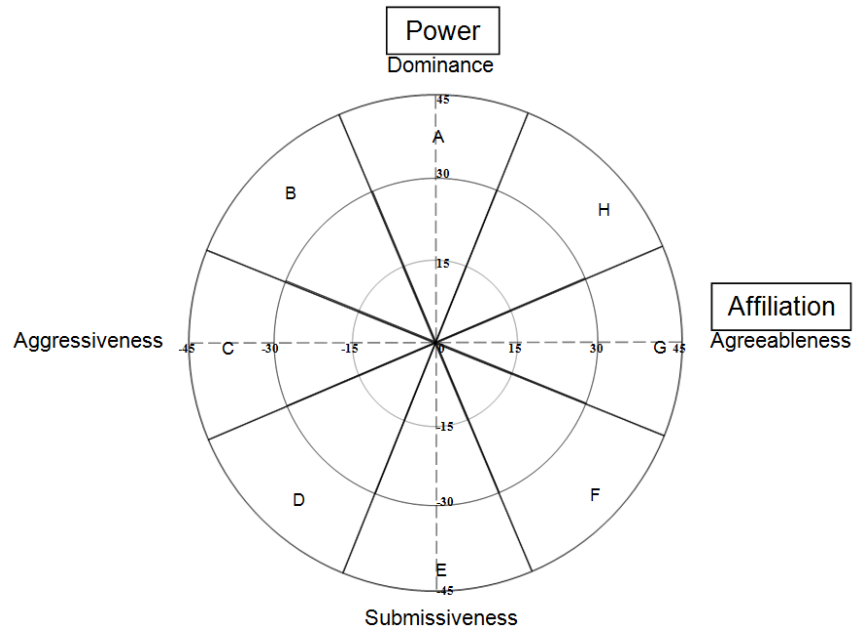 Power
Dominance
45
A
30
B
H
15
Affiliation
Aggressiveness
-45
C
-30
-15
0
15
30
G
45
Agreeableness
-15
-30
D
F
E
-45
Submissiveness